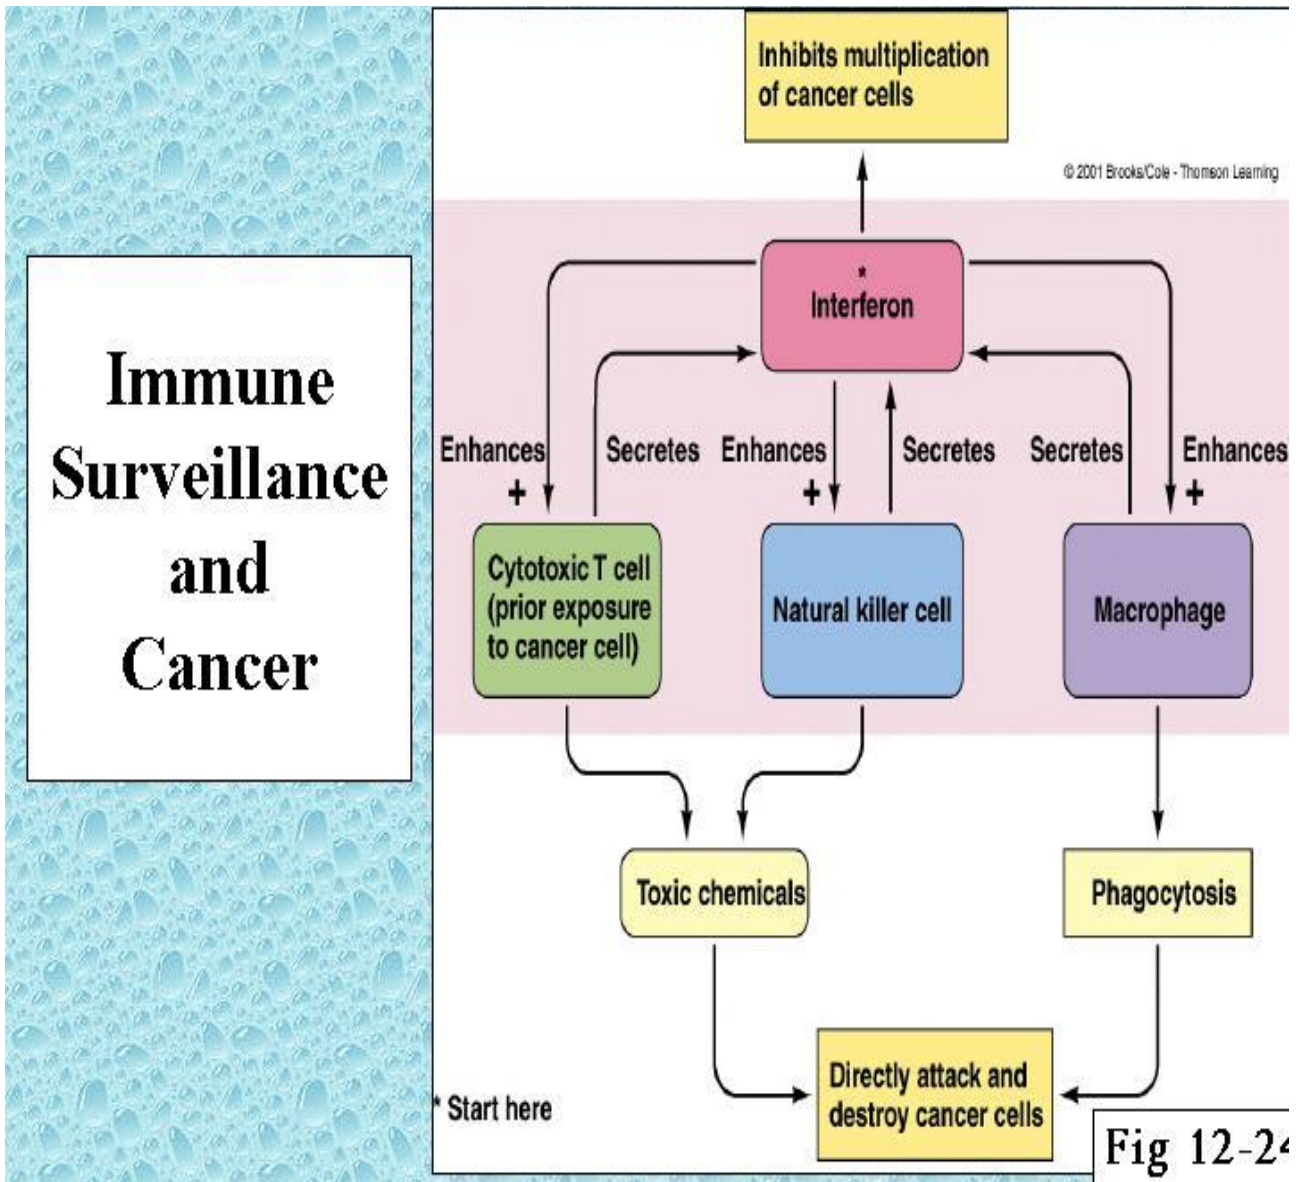 Immune
Surveillance
and
Cancer
Inhibits multiplication
of cancer cells
© 2001 Brooks/Cole - Thomson Learning
*
Interferon
Enhances
+
Secretes
Enhances
+
Secretes
Secretes
Enhances
+
Cytotoxic T cell
(prior exposure
to cancer cell)
Natural killer cell
Macrophage
Toxic chemicals
Phagocytosis
Directly attack and
destroy cancer cells
* Start here
Fig 12-24